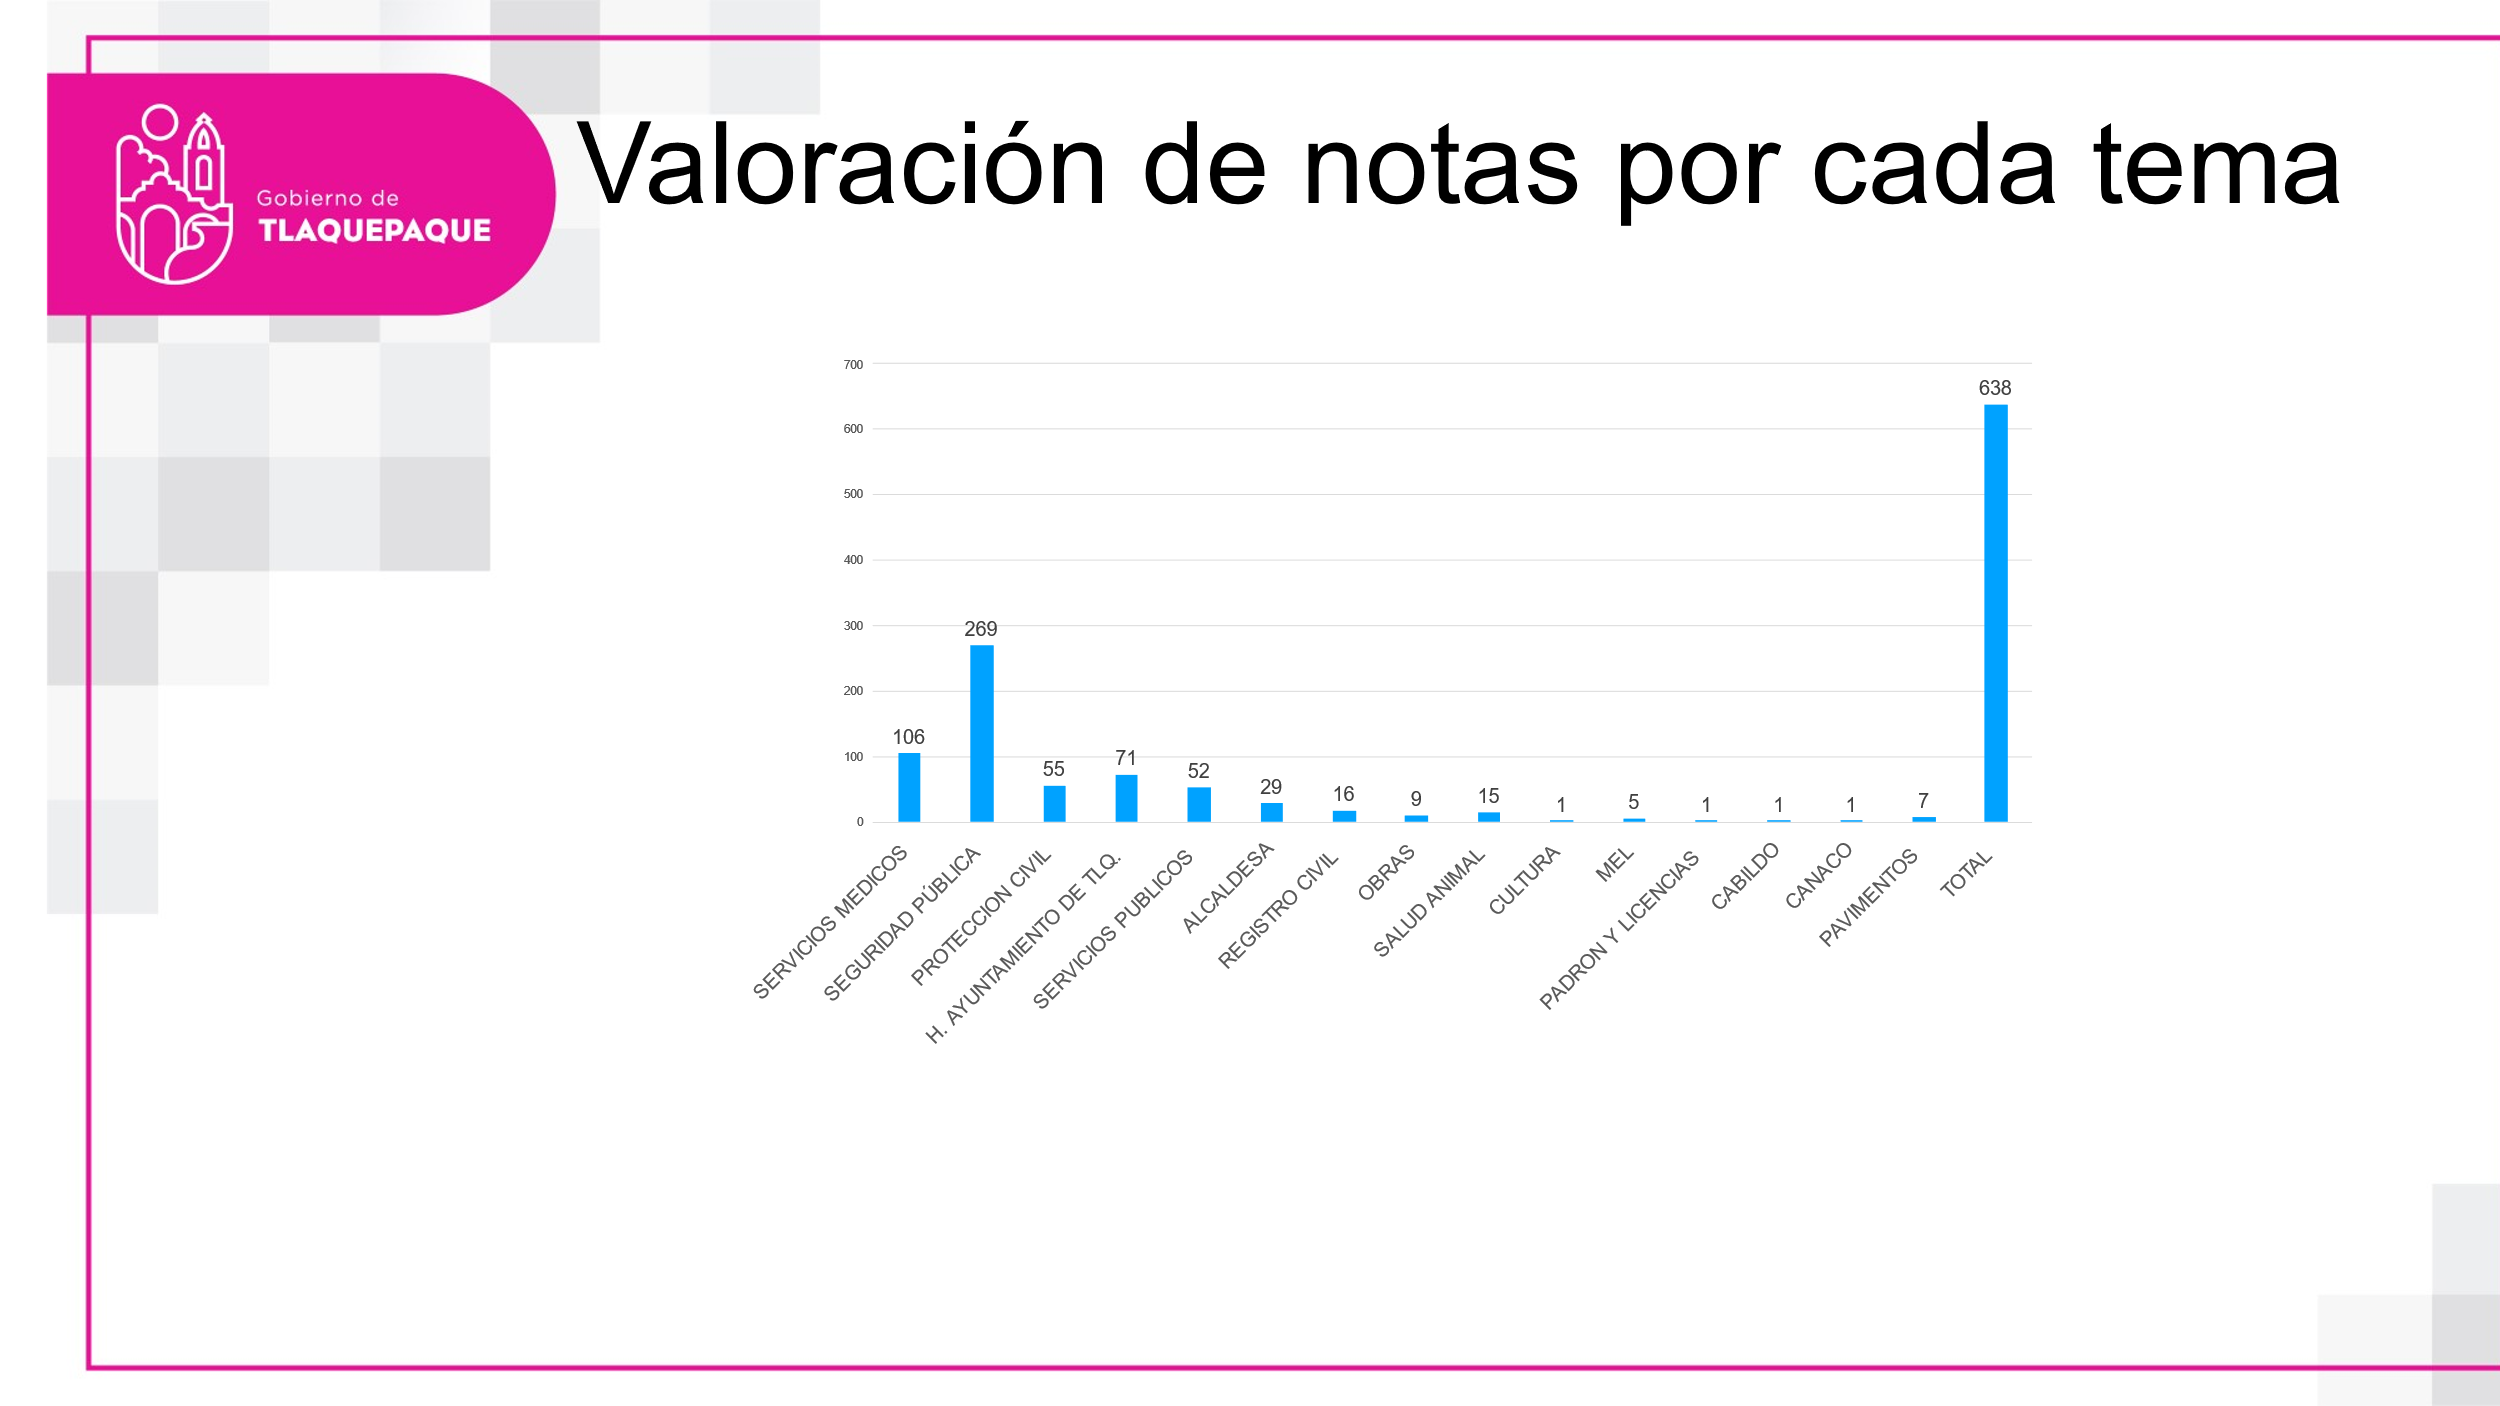 Gobierno de
TLAQUEPAQUE
Valoración de notas por cada tema
700
600
500
400
300
200
100
0
106
269
55
71
52
29
16
9
15
1
5
1
1
1
7
638
SERVICIOS MEDICOS
SEGURIDAD PÚBLICA
PROTECCION CIVIL
H. AYUNTAMIENTO DE TLQ.
SERVICIOS PUBLICOS
ALCALDESA
REGISTRO CIVIL
OBRAS
SALUD ANIMAL
CULTURA
MEL
PADRON Y LICENCIAS
CABILDO
CANACO
PAVIMENTOS
TOTAL